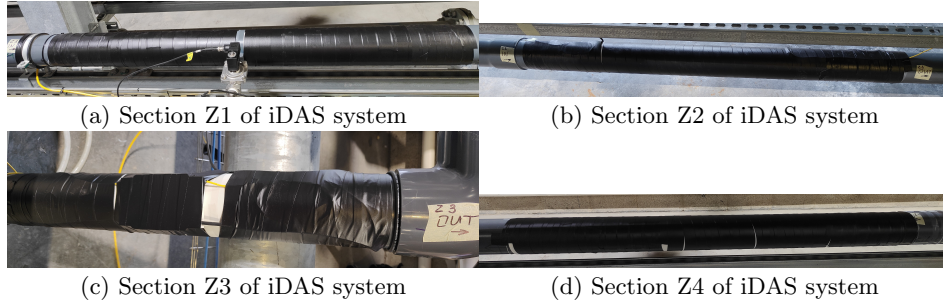 (a) Section Z1 of iDAS system
(b) Section Z2 of iDAS system
Z3
OUT
(c) Section Z3 of iDAS system
(d) Section Z4 of iDAS system